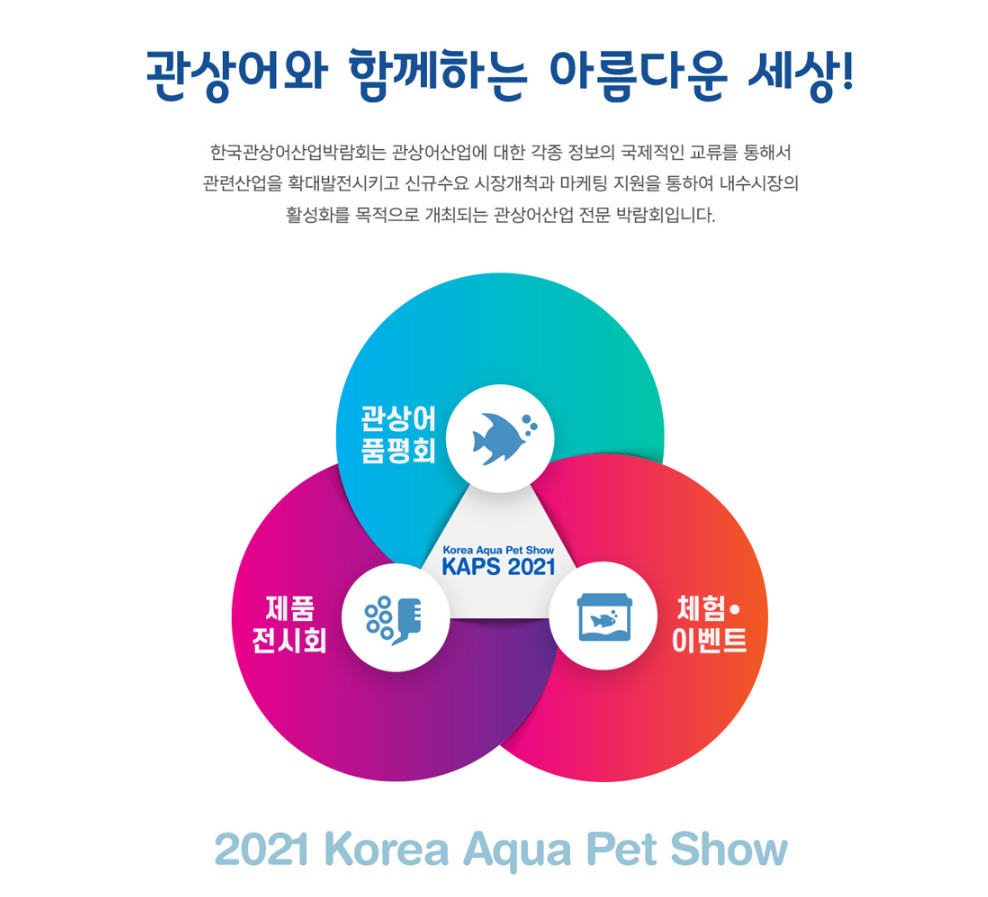 관상어와 함께하는 아름다운 세상!
한국관상어산업박람회는 관상어산업에 대한 각종 정보의 국제적인 교류를 통해서
관련산업을 확대발전시키고 신규수요 시장개척과 마케팅 지원을 통하여 내수시장의
활성화를 목적으로 개최되는 관상어산업 전문 박람회입니다.
관상어
품평회
Korea Aqua Pet Show
KAPS 2021
제품
전시회
체험•
이벤트
2021 Korea Aqua Pet Show